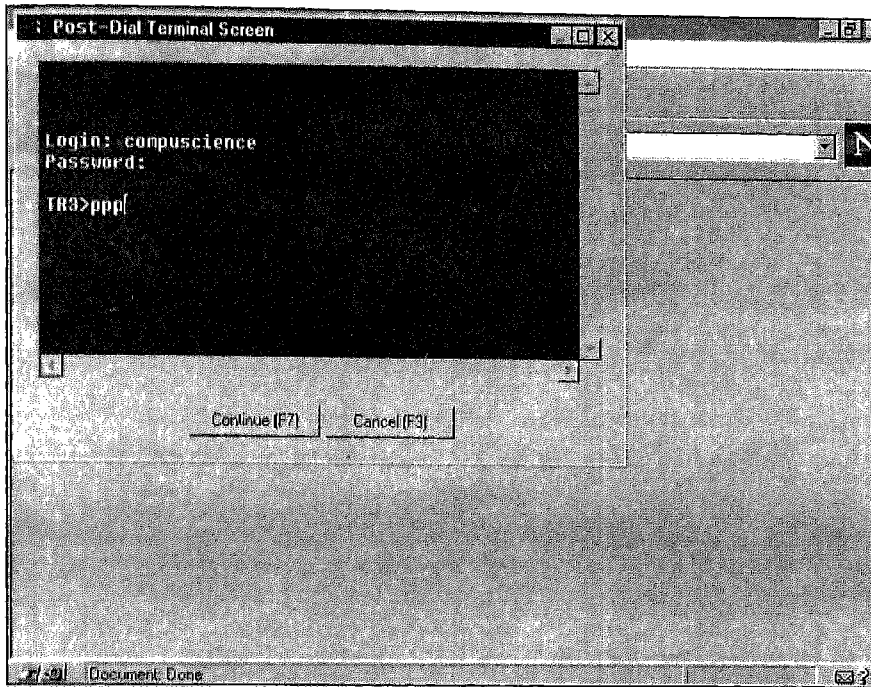 Post-Dial Terminal Screen
Login: compuscience
Password:
TR3>ppp
Continue (F7)
Cancel (F3)
N
Document: Done